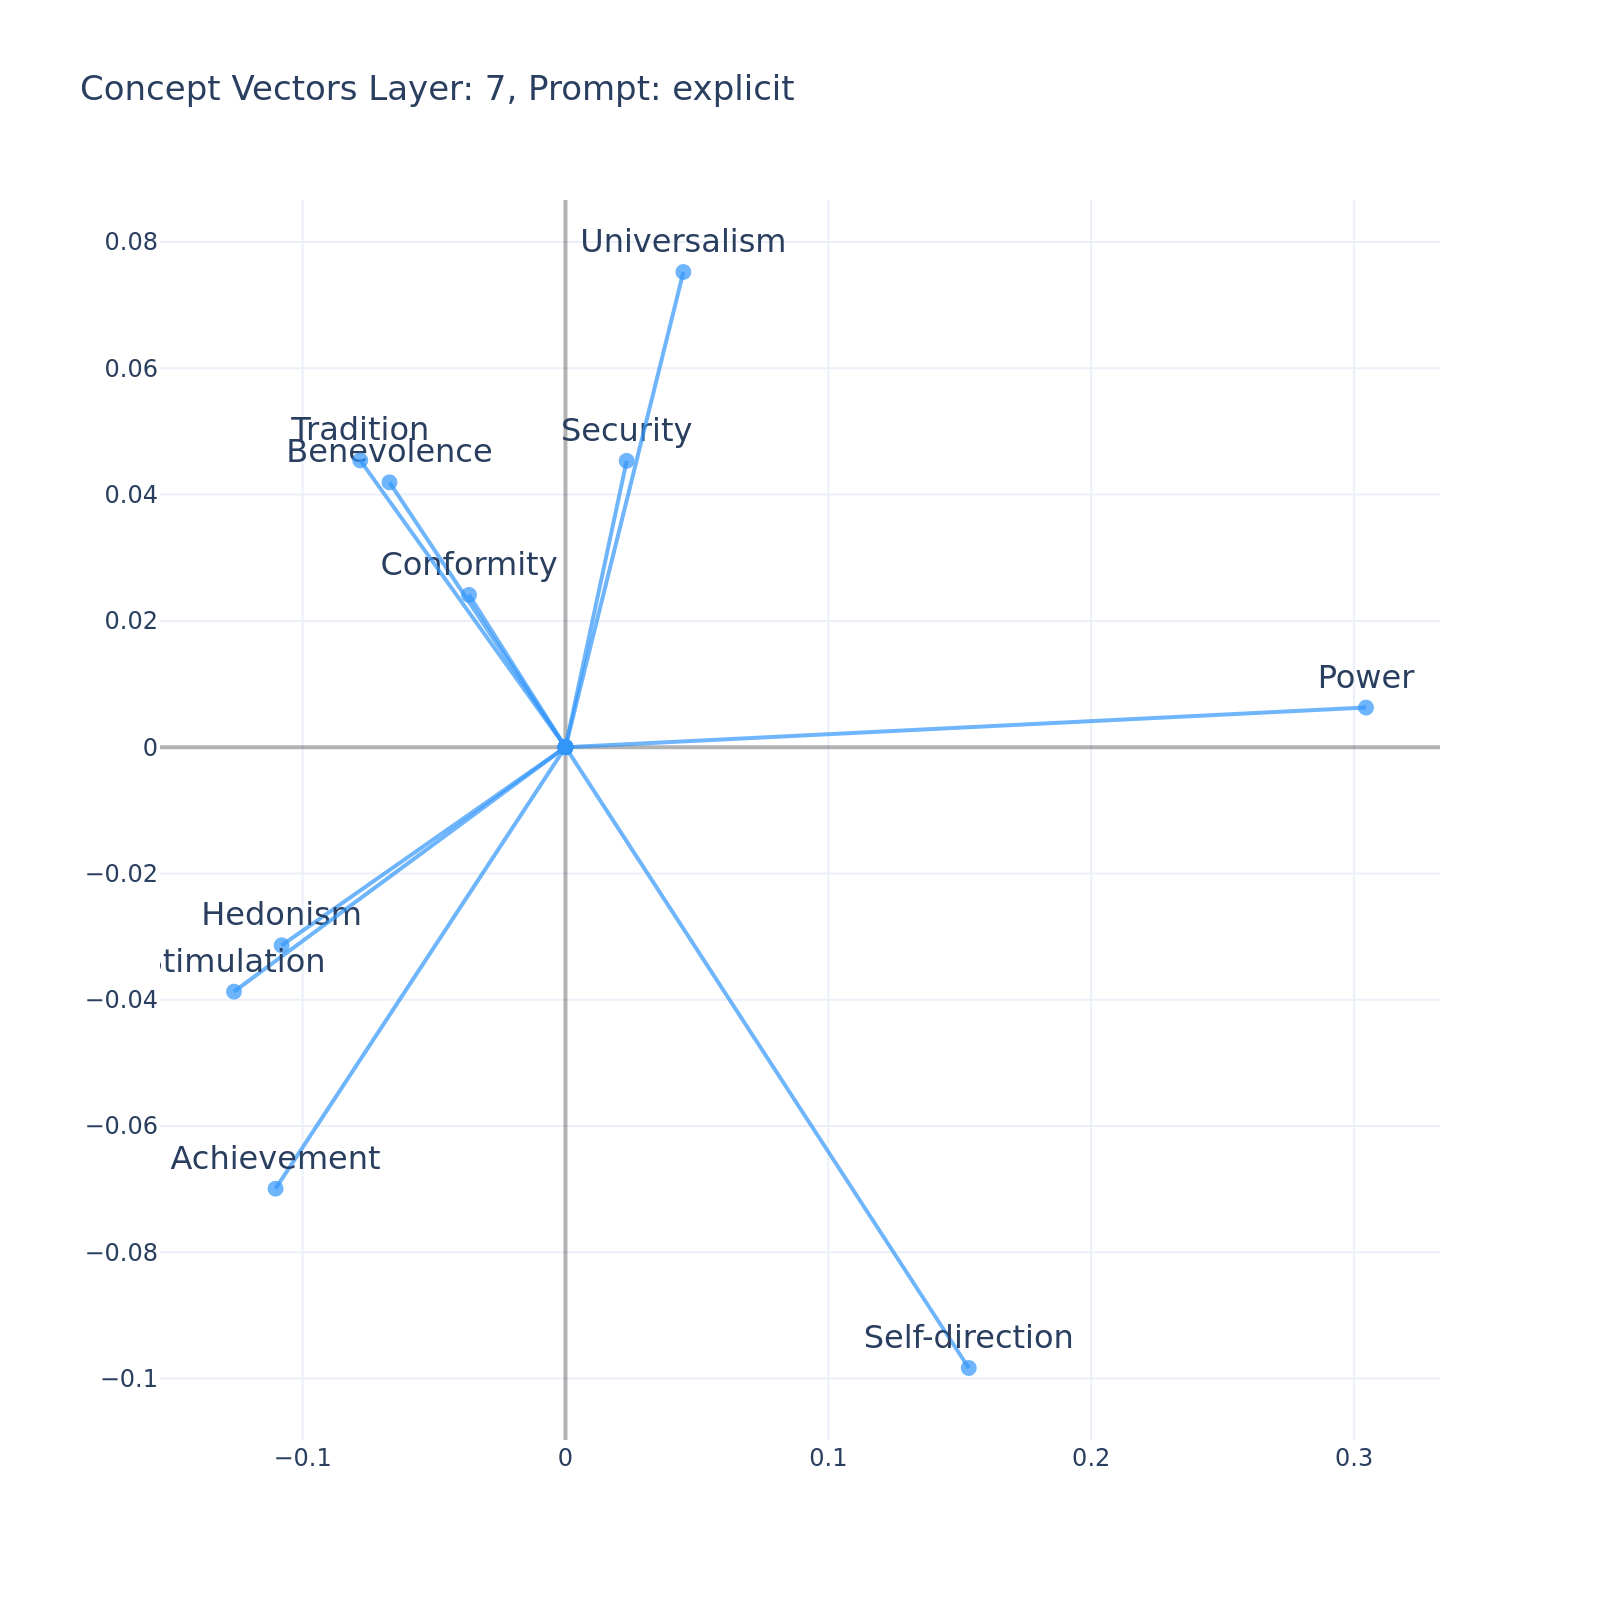 Concept Vectors Layer: 7, Prompt: explicit
0.08
Universalism
0.06
Tradition
Security
Benevolence
0.04
Conformity
0.02
Power
0
−0.02
Hedonism
timulation
−0.04
−0.06
Achievement
−0.08
Self-direction
−0.1
−0.1
0
0.1
0.2
0.3